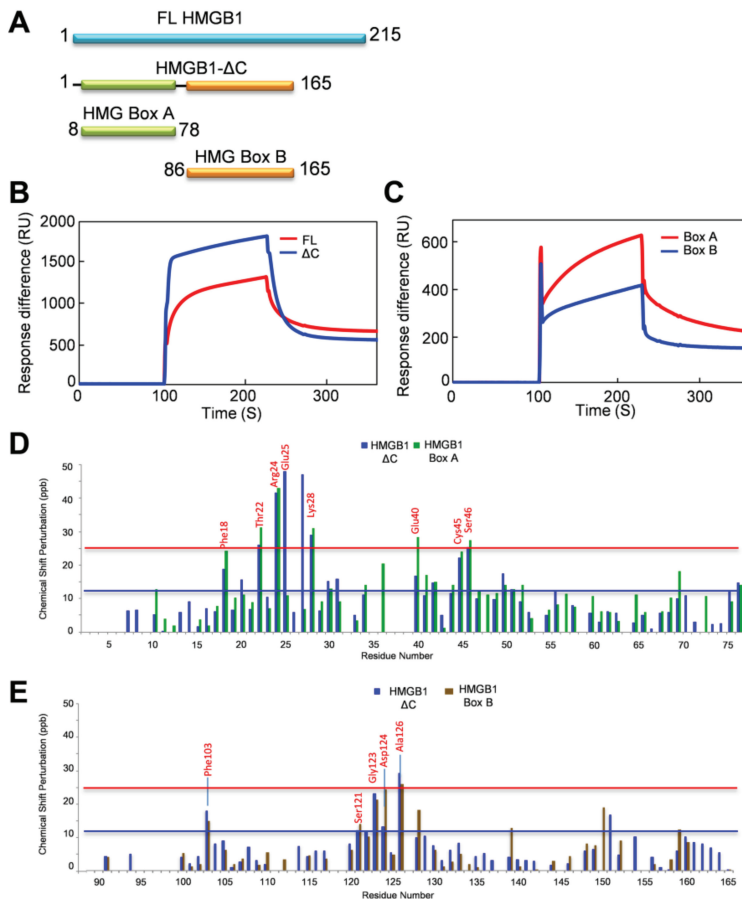 A
FL HMGB1
1 215
HMGB1-ΔC
1 165
HMG Box A
8 78
HMG Box B
86 165
B
Response difference (RU)
2000
1500
1000
500
0
FL
ΔC
0 100 200 300
Time (S)
C
Response difference (RU)
600
400
200
0
Box A
Box B
0 100 200 300
Time (S)
D
HMGB1 ΔC
HMGB1 Box A
Chemical Shift Perturbation (ppb)
50
40
30
20
10
0
Phe18
Thr22
Arg24
Glu25
Lys28
Glu40
Cys45
Ser46
5 10 15 20 25 30 35 40 45 50 55 60 65 70 75
Residue Number
E
HMGB1 ΔC
HMGB1 Box B
Chemical Shift Perturbation (ppb)
50
40
30
20
10
0
Phe103
Ser121
Gly123
Asp124
Ala126
90 95 100 105 110 115 120 125 130 135 140 145 150 155 160 165
Residue Number